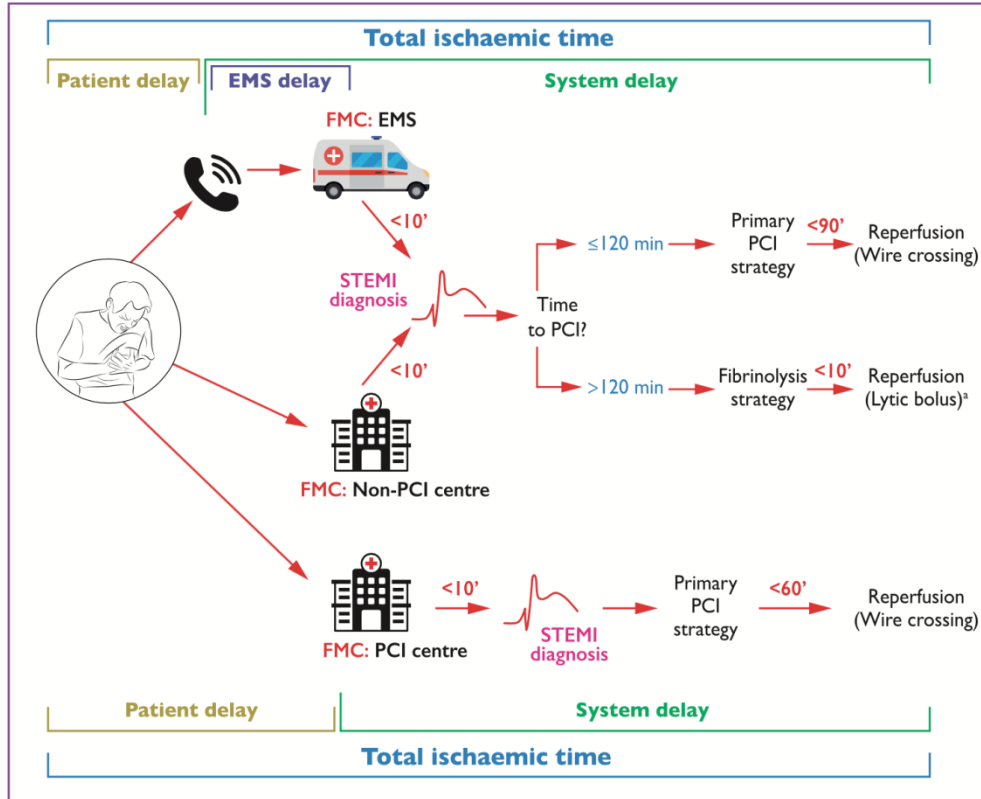 Total ischaemic time
Patient delay
EMS delay
System delay
FMC: EMS
<10’
STEMI
diagnosis
<10’
Time
to PCI?
≤120 min
Primary
PCI
strategy
<90’
Reperfusion
(Wire crossing)
>120 min
Fibrinolysis
strategy
<10’
Reperfusion
(Lytic bolus)ᵃ
FMC: Non-PCI centre
FMC: PCI centre
<10’
STEMI
diagnosis
Primary
PCI
strategy
<60’
Reperfusion
(Wire crossing)
Patient delay
System delay
Total ischaemic time